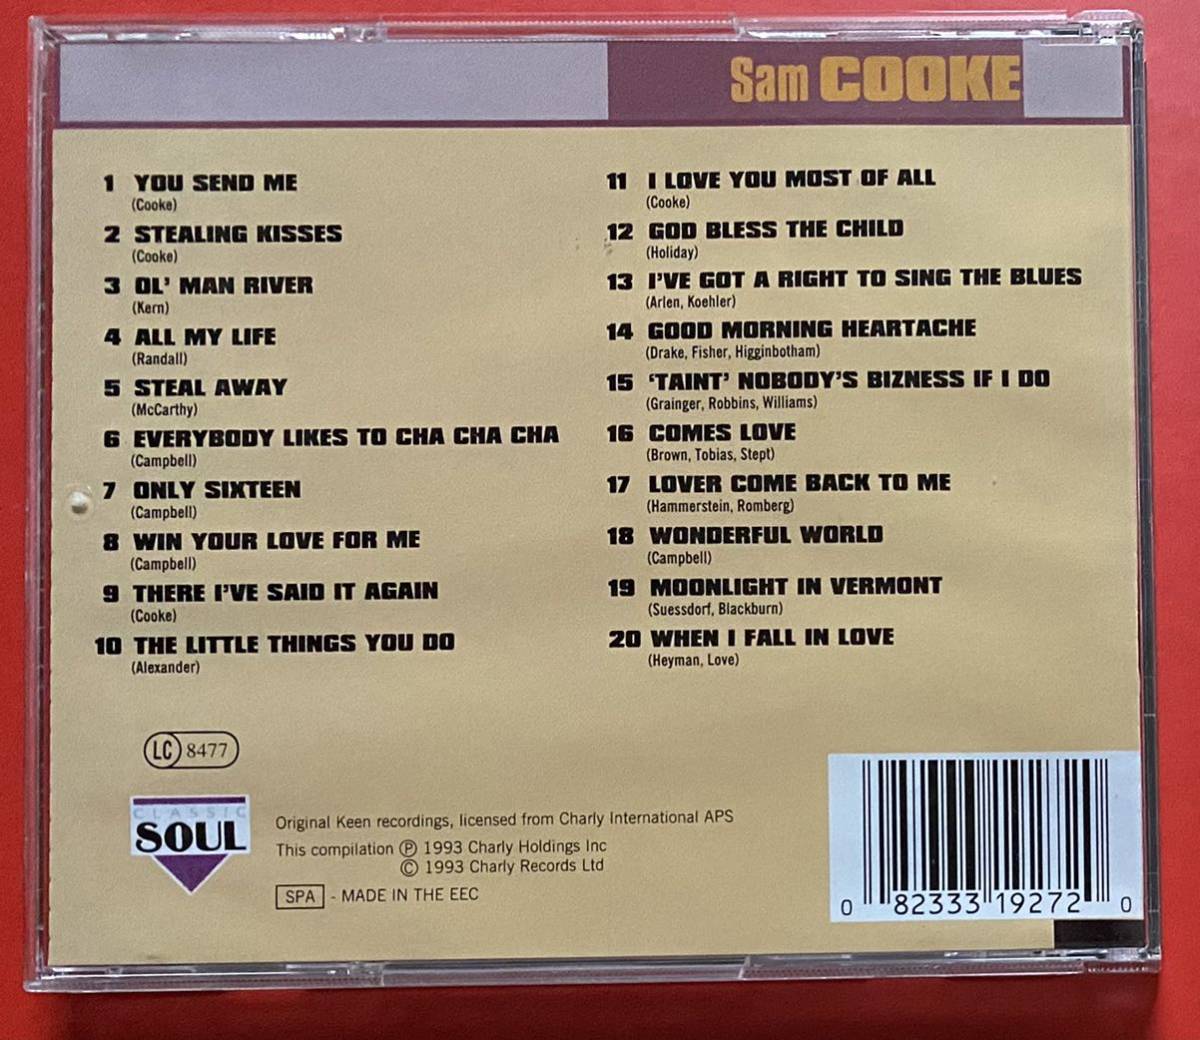 Sam COOKE
1 YOU SEND ME
(Cooke)
2 STEALING KISSES
(Cooke)
3 OL' MAN RIVER
(Kern)
4 ALL MY LIFE
(Randall)
5 STEAL AWAY
(McCarthy)
6 EVERYBODY LIKES TO CHA CHA CHA
(Campbell)
7 ONLY SIXTEEN
(Campbell)
8 WIN YOUR LOVE FOR ME
(Campbell)
9 THERE I'VE SAID IT AGAIN
(Cooke)
10 THE LITTLE THINGS YOU DO
(Alexander)
11 I LOVE YOU MOST OF ALL
(Cooke)
12 GOD BLESS THE CHILD
(Holiday)
13 I'VE GOT A RIGHT TO SING THE BLUES
(Arlen, Koehler)
14 GOOD MORNING HEARTACHE
(Drake, Fisher, Higginbotham)
15 ‘TAINT’ NOBODY'S BIZNESS IF I DO
(Grainger, Robbins, Williams)
16 COMES LOVE
(Brown, Tobias, Stept)
17 LOVER COME BACK TO ME
(Hammerstein, Romberg)
18 WONDERFUL WORLD
(Campbell)
19 MOONLIGHT IN VERMONT
(Suessdorf, Blackburn)
20 WHEN I FALL IN LOVE
(Heyman, Love)
LC 8477
CLASSIC
SOUL
Original Keen recordings, licensed from Charly International APS
This compilation Ⓟ 1993 Charly Holdings Inc
© 1993 Charly Records Ltd
SPA - MADE IN THE EEC
0 82333 19272 0